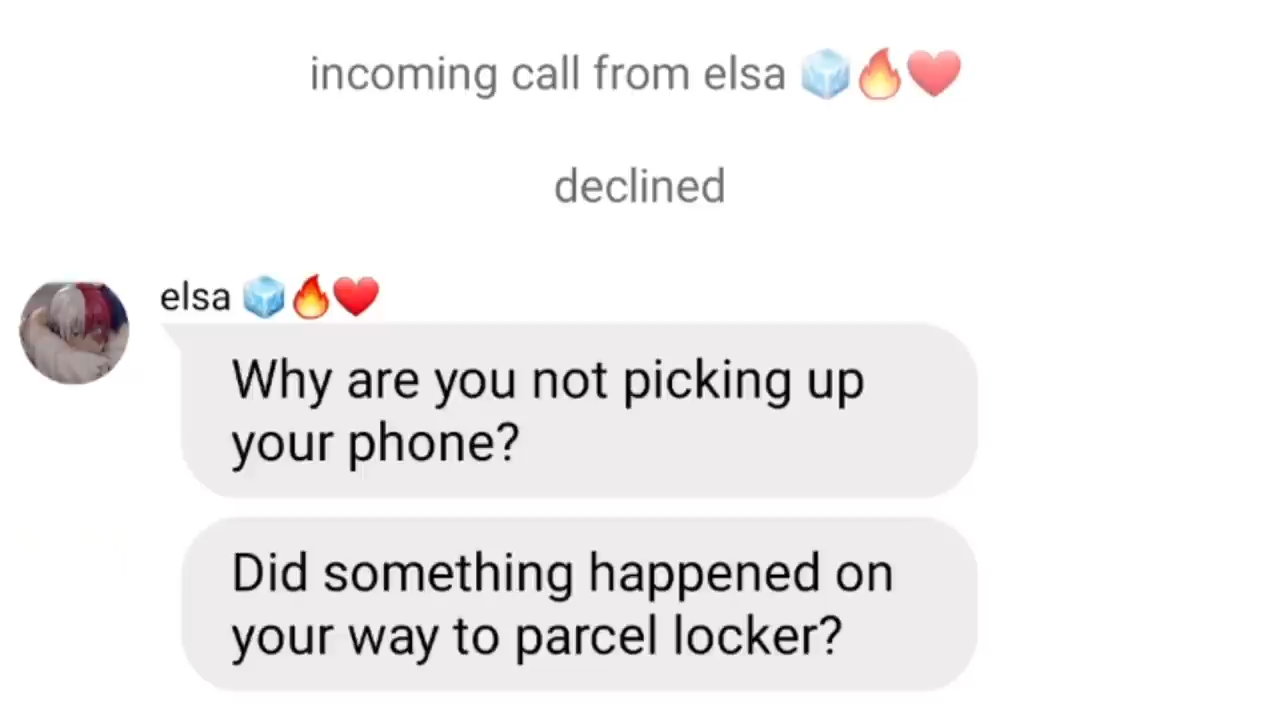 incoming call from elsa 🧊🔥❤️
declined
elsa 🧊🔥❤️
Why are you not picking up
your phone?
Did something happened on
your way to parcel locker?